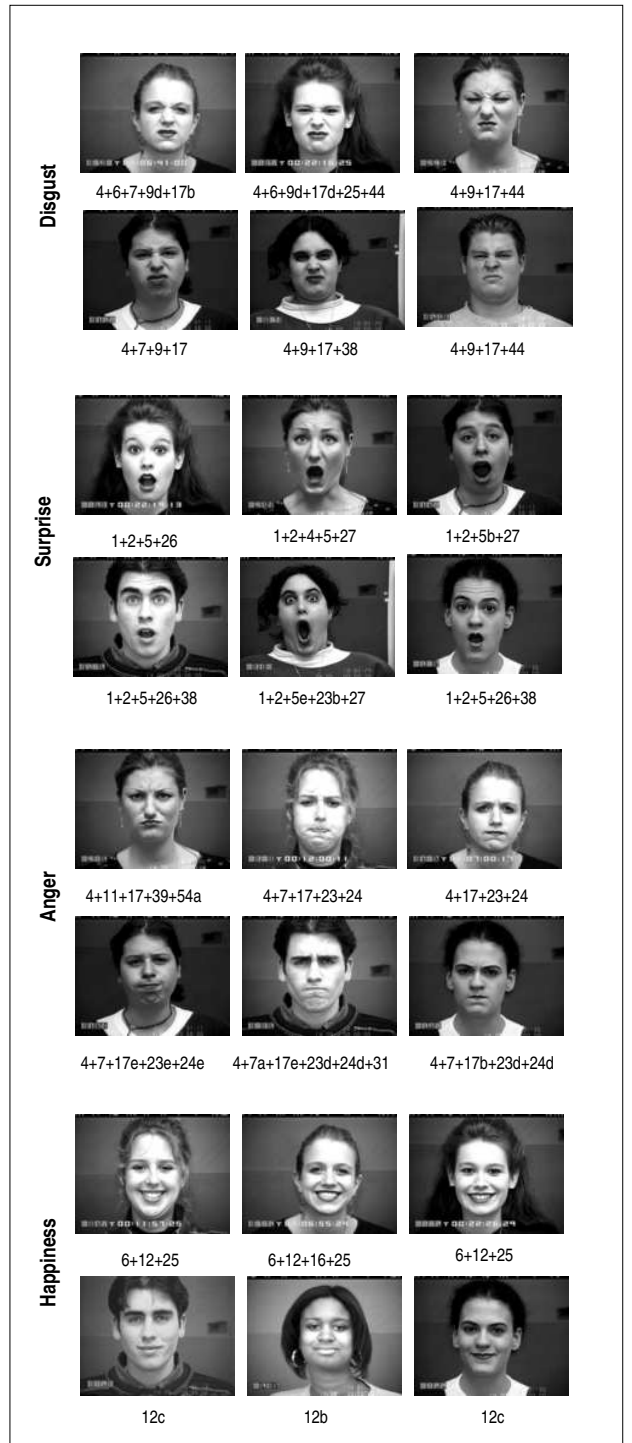 Disgust
4+6+7+9d+17b 4+6+9d+17d+25+44 4+9+17+44
4+7+9+17 4+9+17+38 4+9+17+44
Surprise
1+2+5+26 1+2+4+5+27 1+2+5b+27
1+2+5+26+38 1+2+5e+23b+27 1+2+5+26+38
Anger
4+11+17+39+54a 4+7+17+23+24 4+17+23+24
4+7+17e+23e+24e 4+7a+17e+23d+24d+31 4+7+17b+23d+24d
Happiness
6+12+25 6+12+16+25 6+12+25
12c 12b 12c